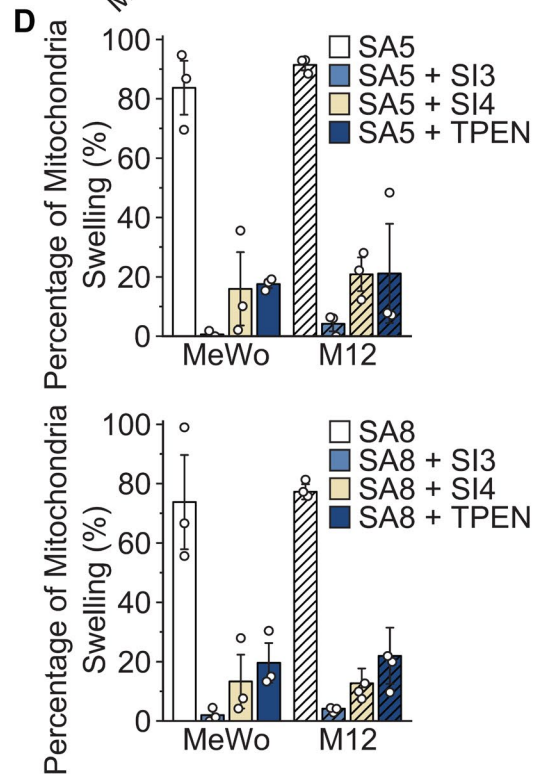 D
M
Percentage of Mitochondria
Swelling (%)
100
80
60
40
20
0
SA5
SA5 + SI3
SA5 + SI4
SA5 + TPEN
MeWo
M12
Percentage of Mitochondria
Swelling (%)
100
80
60
40
20
0
SA8
SA8 + SI3
SA8 + SI4
SA8 + TPEN
MeWo
M12